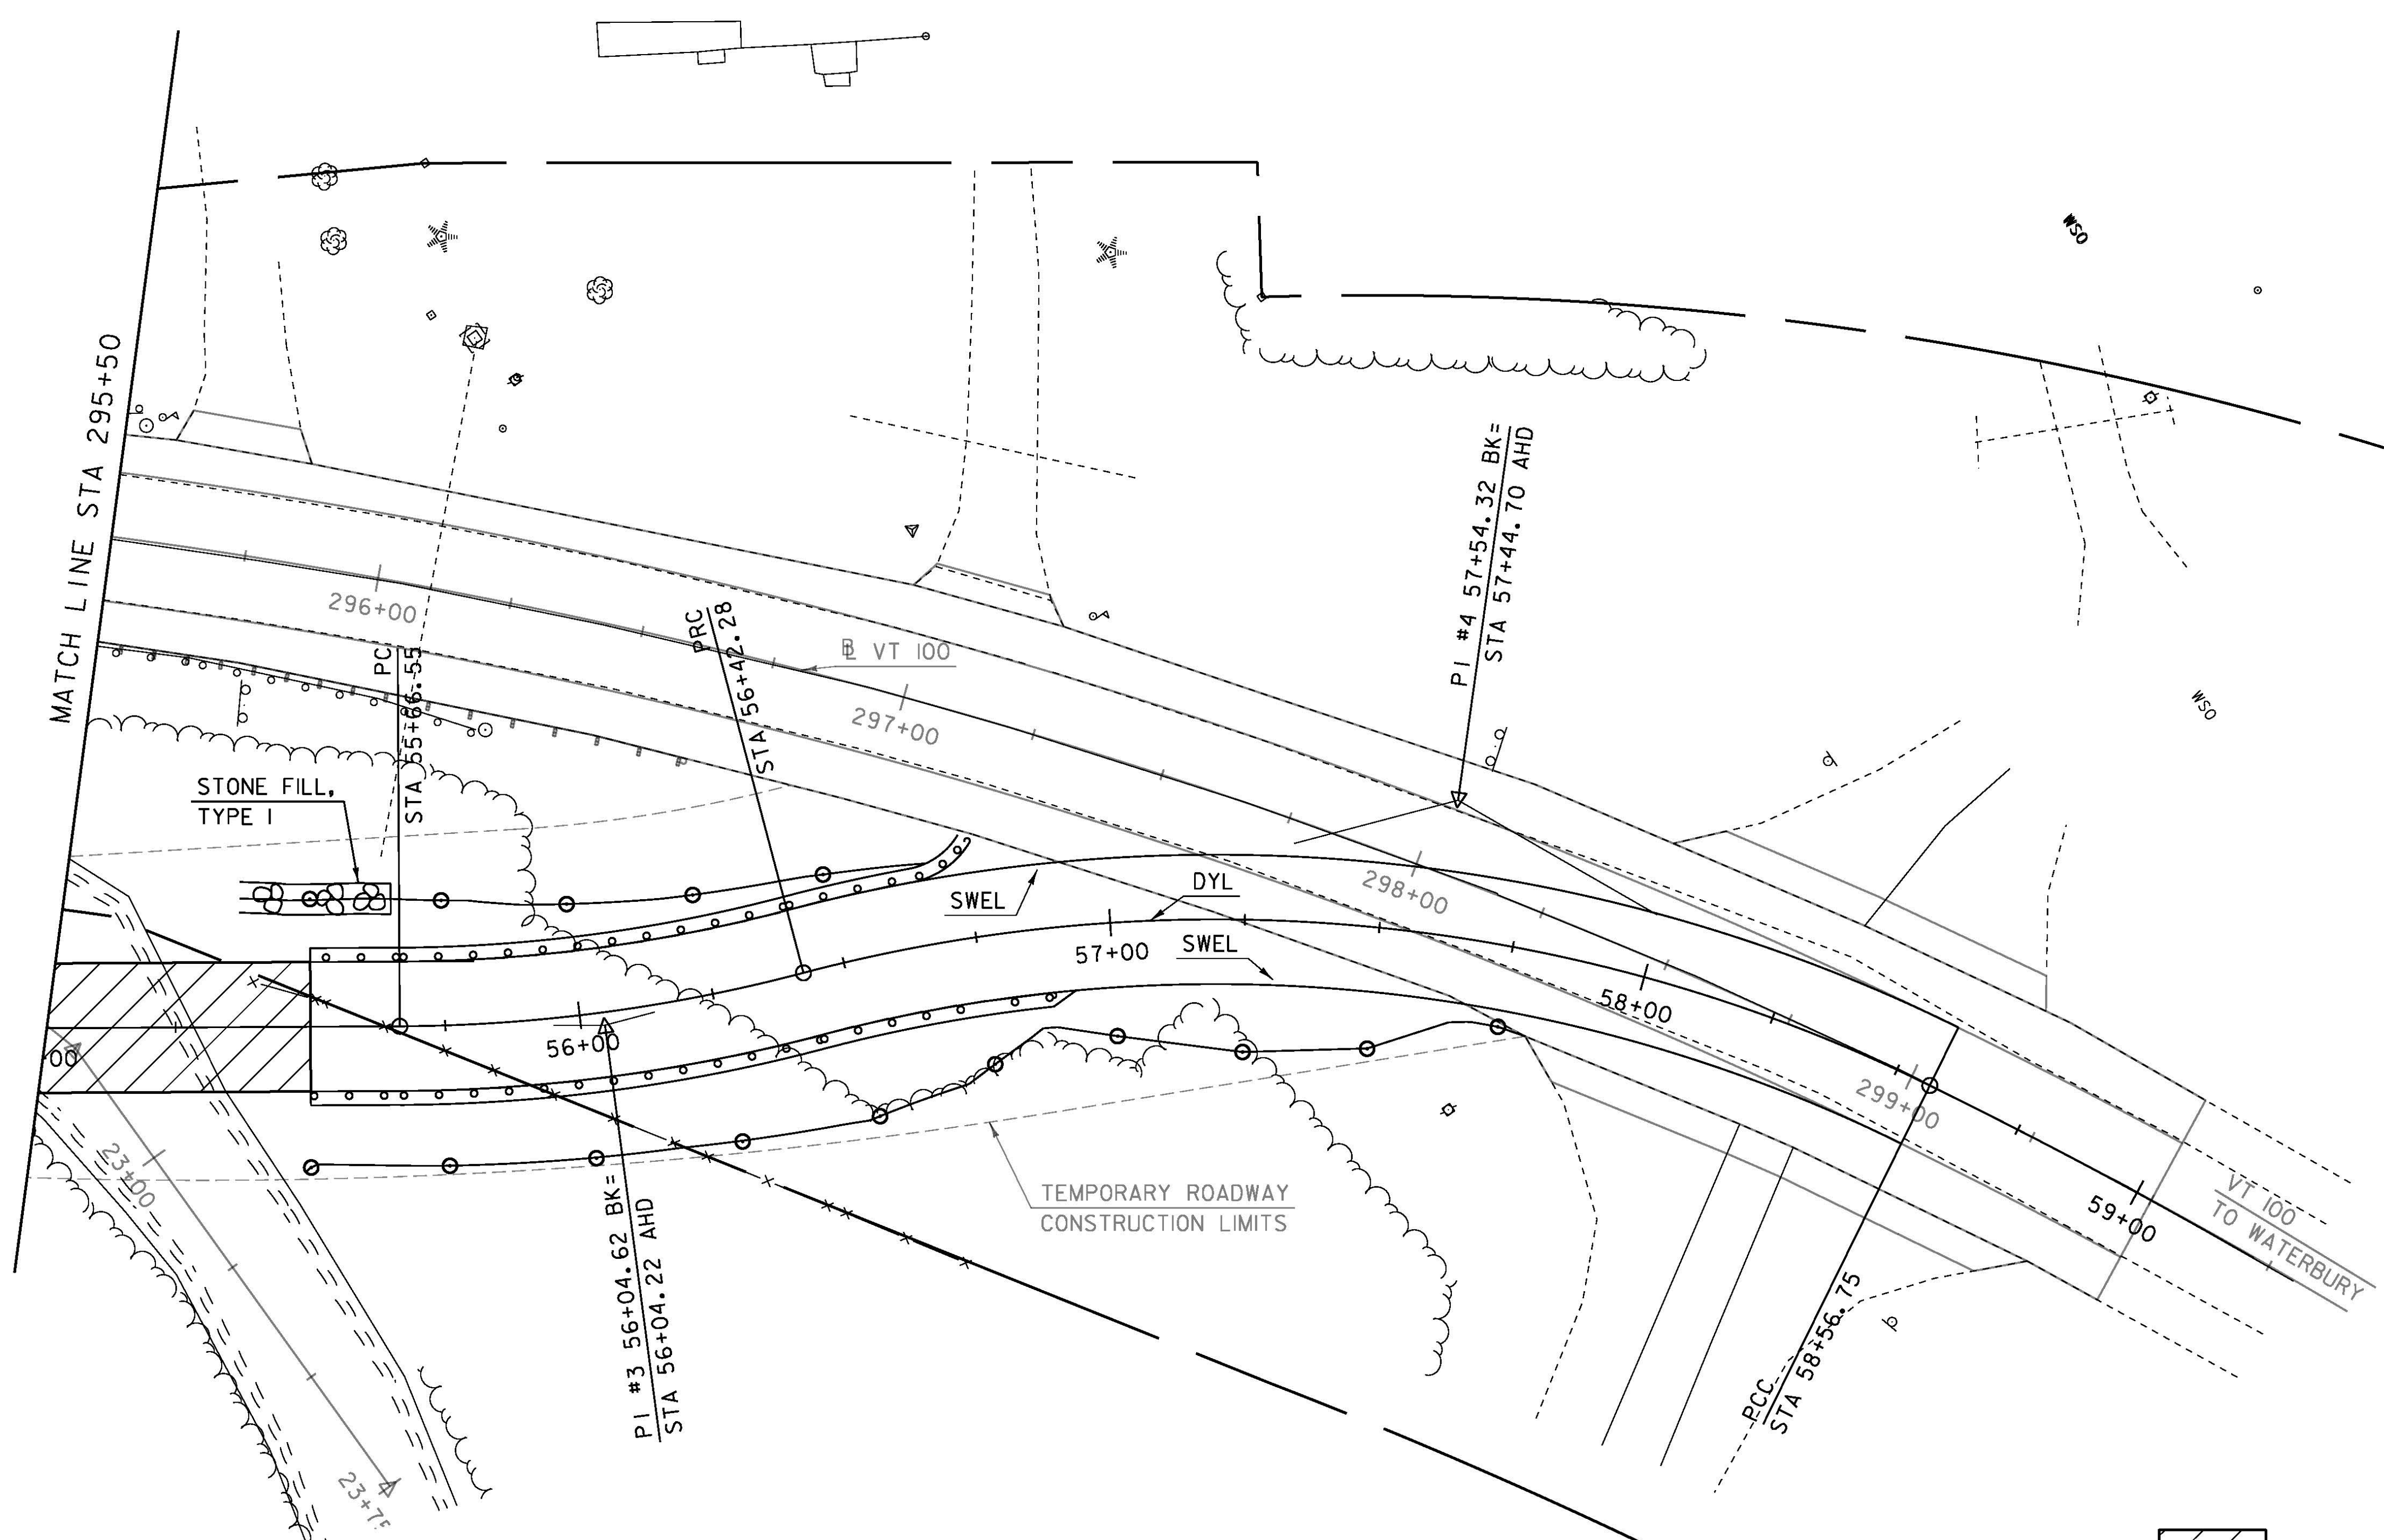 WSO
MATCH LINE STA 295+50
296+00
PC
STA 55+66.55
PRC
STA 56+42.28
BL VT 100
297+00
PI #4 57+54.32 BK=
STA 57+44.70 AHD
WSO
STONE FILL,
TYPE I
298+00
SWEL
DYL
57+00
SWEL
58+00
56+00
00
299+00
23+00
TEMPORARY ROADWAY
CONSTRUCTION LIMITS
PI #3 56+04.62 BK=
STA 56+04.22 AHD
59+00
VT 100
TO WATERBURY
PCC
STA 58+56.75
23+75